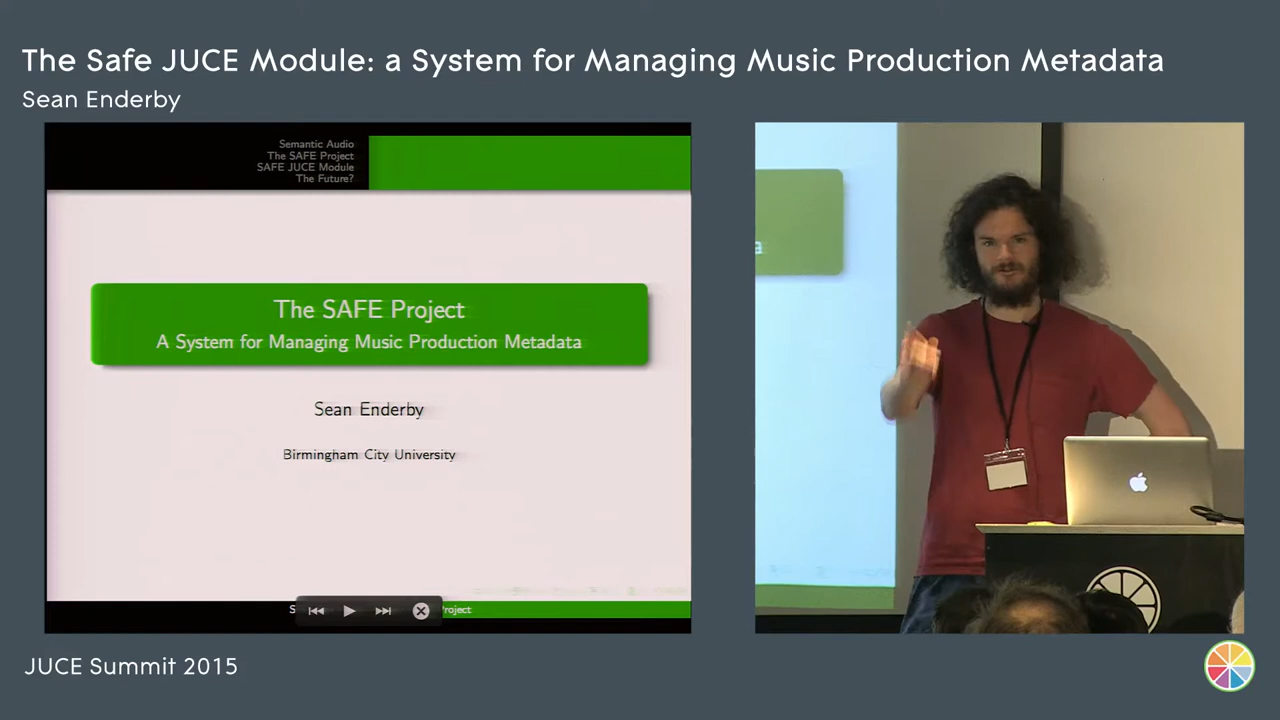 The Safe JUCE Module: a System for Managing Music Production Metadata
Sean Enderby
Semantic Audio
The SAFE Project
SAFE JUCE Module
The Future?
The SAFE Project
A System for Managing Music Production Metadata
Sean Enderby
Birmingham City University
S
roject
a
JUCE Summit 2015